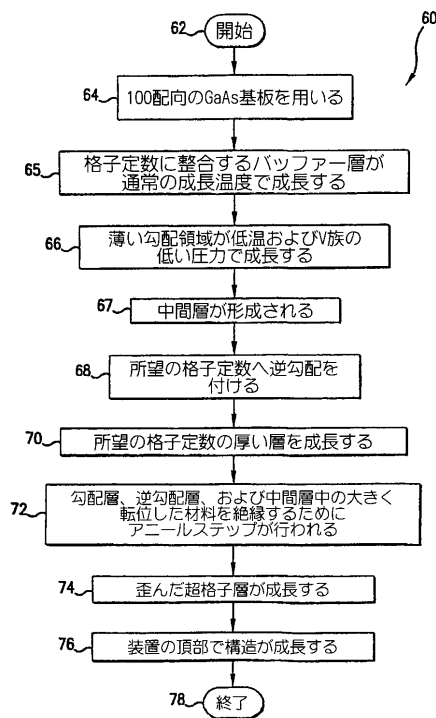 60
62
開始
64
100配向のGaAs基板を用いる
65
格子定数に整合するバッファー層が
通常の成長温度で成長する
66
薄い勾配領域が低温およびV族の
低い圧力で成長する
67
中間層が形成される
68
所望の格子定数へ逆勾配を
付ける
70
所望の格子定数の厚い層を成長する
72
勾配層、逆勾配層、および中間層中の大きく
転位した材料を絶縁するために
アニールステップが行われる
74
歪んだ超格子層が成長する
76
装置の頂部で構造が成長する
78
終了